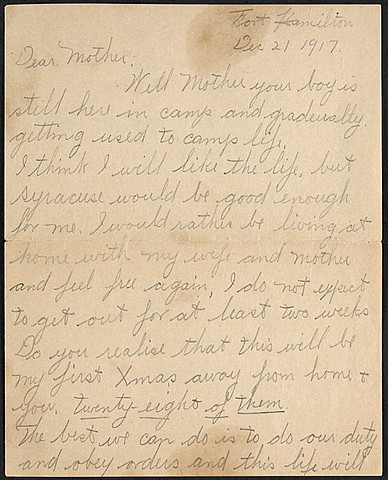 Fort Hamilton
Dec 21 1917.
Dear Mother;
Well Mother your boy is
still here in camp and gradeually
getting used to camp life.
I think I will like the life, but
Syracuse would be good enough
for me. I would rather be living at
home with my wife and mother
and feel free again, I do not expect
to get out for at least two weeks
Do you realise that this will be
my first Xmas away from home &
you. twenty-eight of them.
The best we can do is to do our duty
and obey orders and this life will